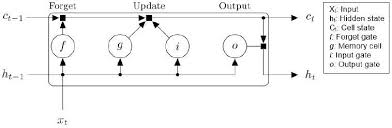 Forget Update Output
c_{t-1} c_t
f g i o
h_{t-1} h_t
x_t
X_t: Input
h_t: Hidden state
C_t: Cell state
f: Forget gate
g: Memory cell
i: Input gate
o: Output gate